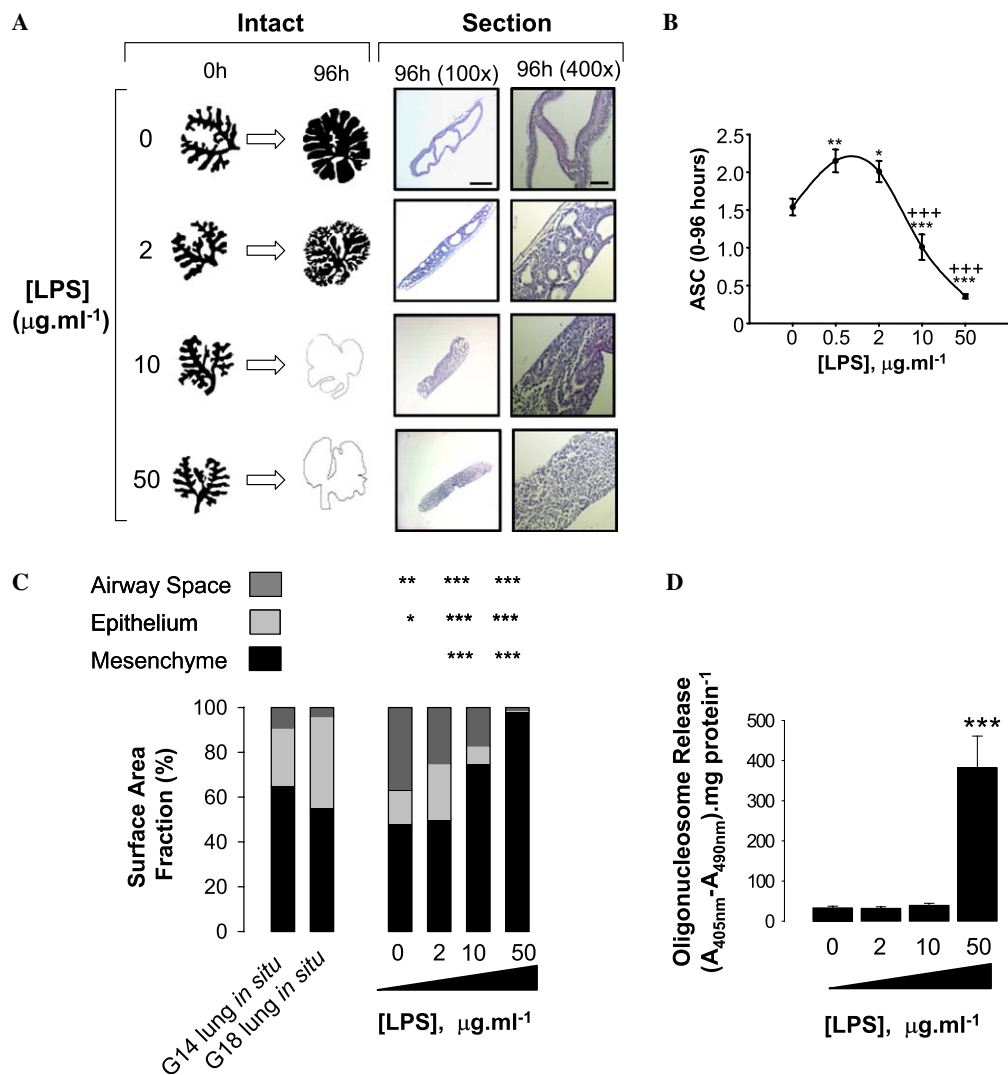 A
Intact
Section
0h
96h
96h (100x)
96h (400x)
[LPS]
(μg.ml-1)
0
2
10
50
B
ASC (0-96 hours)
2.5
2.0
1.5
1.0
0.5
0
**
*
+++
***
+++
***
0 0.5 2 10 50
[LPS], μg.ml-1
C
Airway Space ** *** ***
Epithelium * *** ***
Mesenchyme *** ***
Surface Area
Fraction (%)
100
80
60
40
20
0
G14 lung in situ
G18 lung in situ
0 2 10 50
[LPS], μg.ml-1
D
Oligonucleosome Release
(A405nm-A490nm).mg protein-1
500
400
300
200
100
0
***
0 2 10 50
[LPS], μg.ml-1